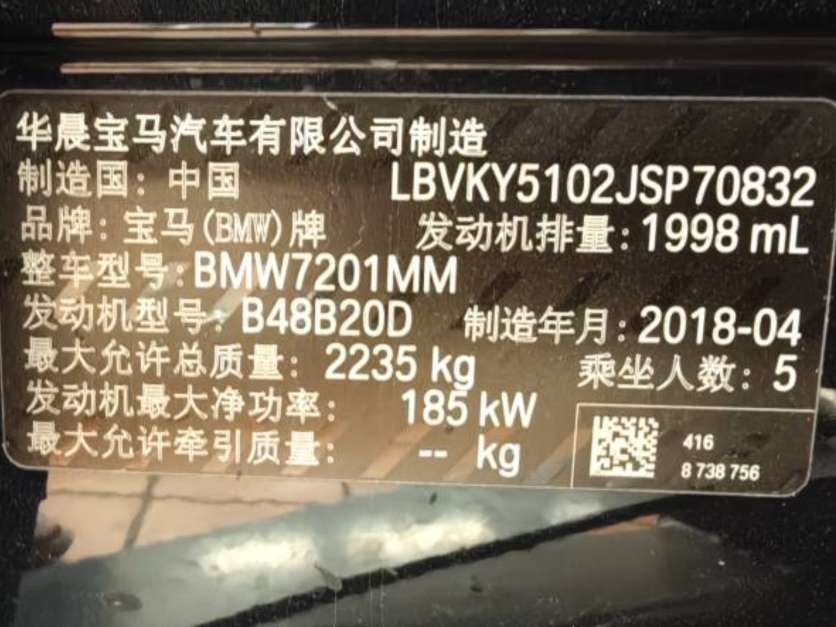 华晨宝马汽车有限公司制造
制造国：中国 LBVKY5102JSP70832
品牌：宝马(BMW)牌 发动机排量：1998 mL
整车型号：BMW7201MM
发动机型号：B48B20D 制造年月：2018-04
最大允许总质量：2235 kg 乘坐人数：5
发动机最大净功率：185 kW
最大允许牵引质量：-- kg
416
8 738 756